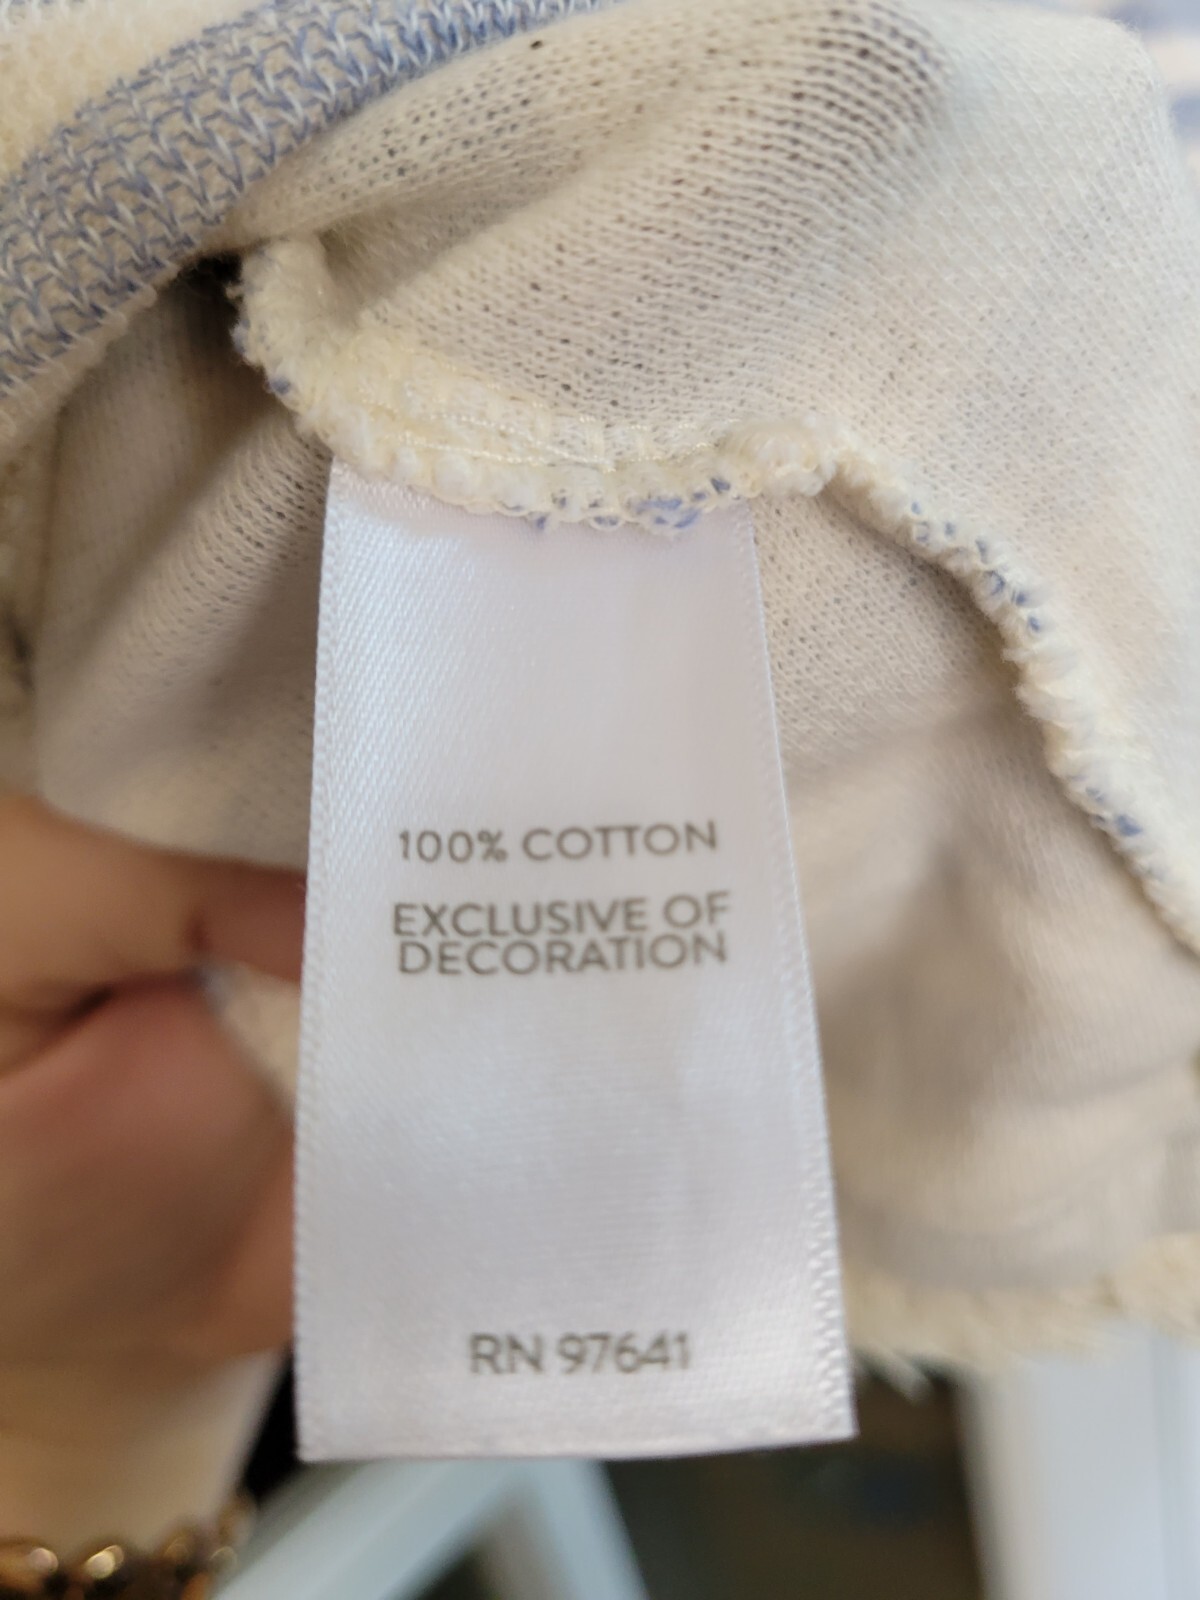 100% COTTON
EXCLUSIVE OF
DECORATION
RN 97641